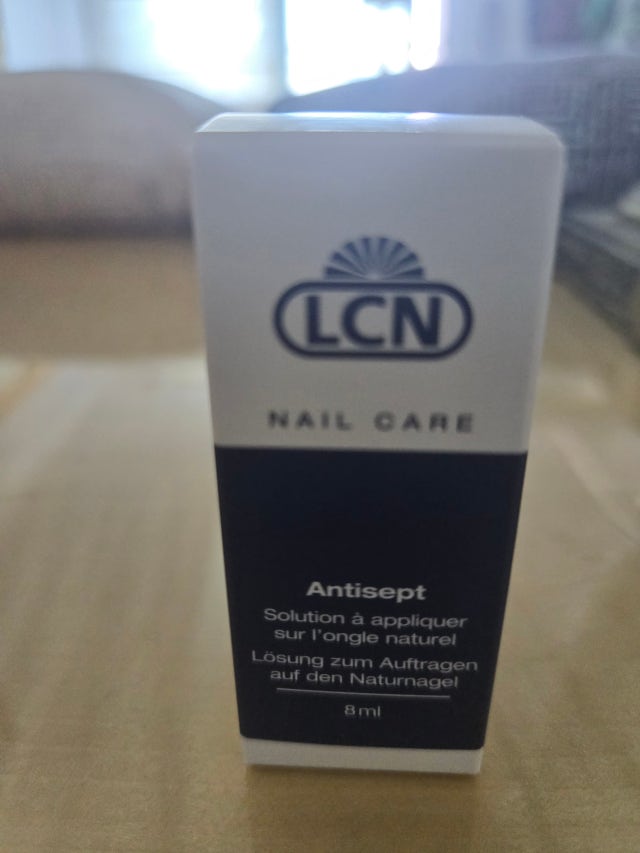 LCN
NAIL CARE
Antisept
Solution à appliquer
sur l'ongle naturel
Lösung zum Auftragen
auf den Naturnagel
8 ml